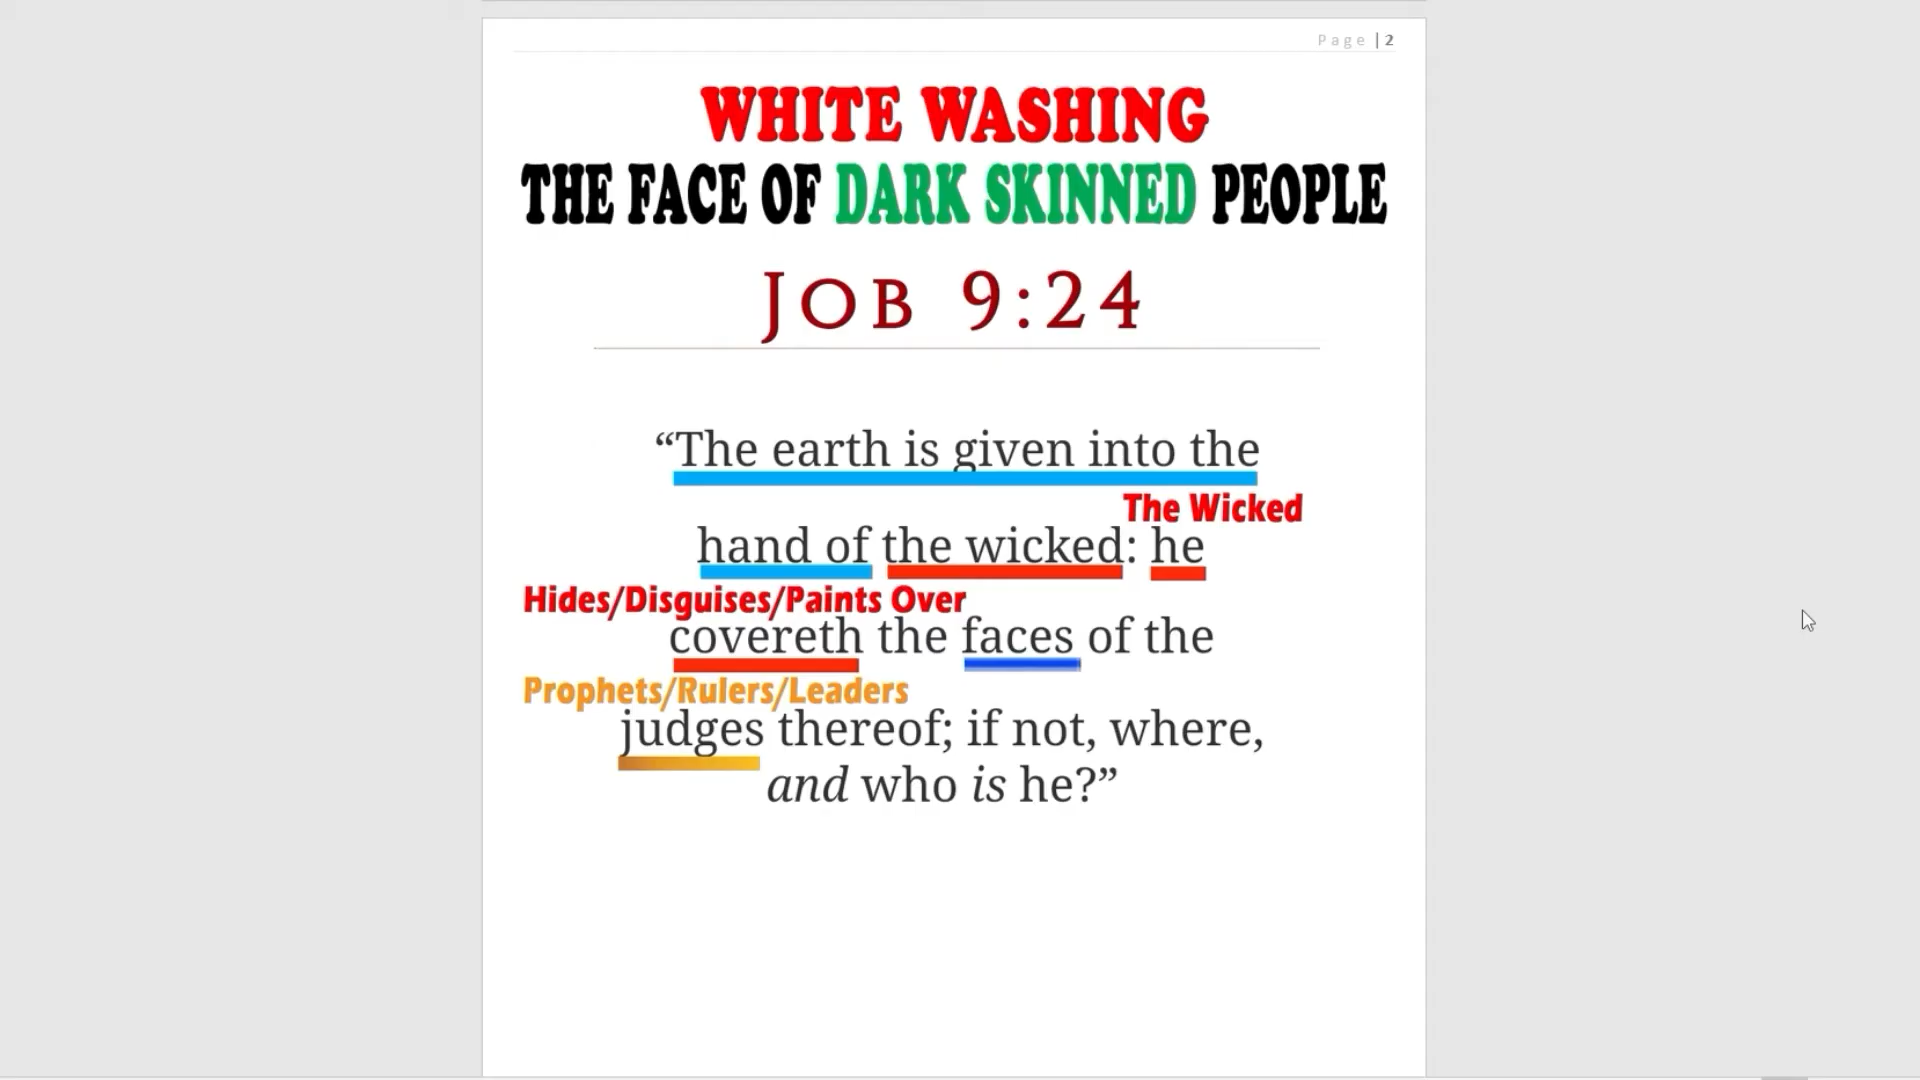 Page | 2
WHITE WASHING
THE FACE OF DARK SKINNED PEOPLE
JOB 9:24
“The earth is given into the
The Wicked
hand of the wicked: he
Hides/Disguises/Paints Over
covereth the faces of the
Prophets/Rulers/Leaders
judges thereof; if not, where,
and who is he?”